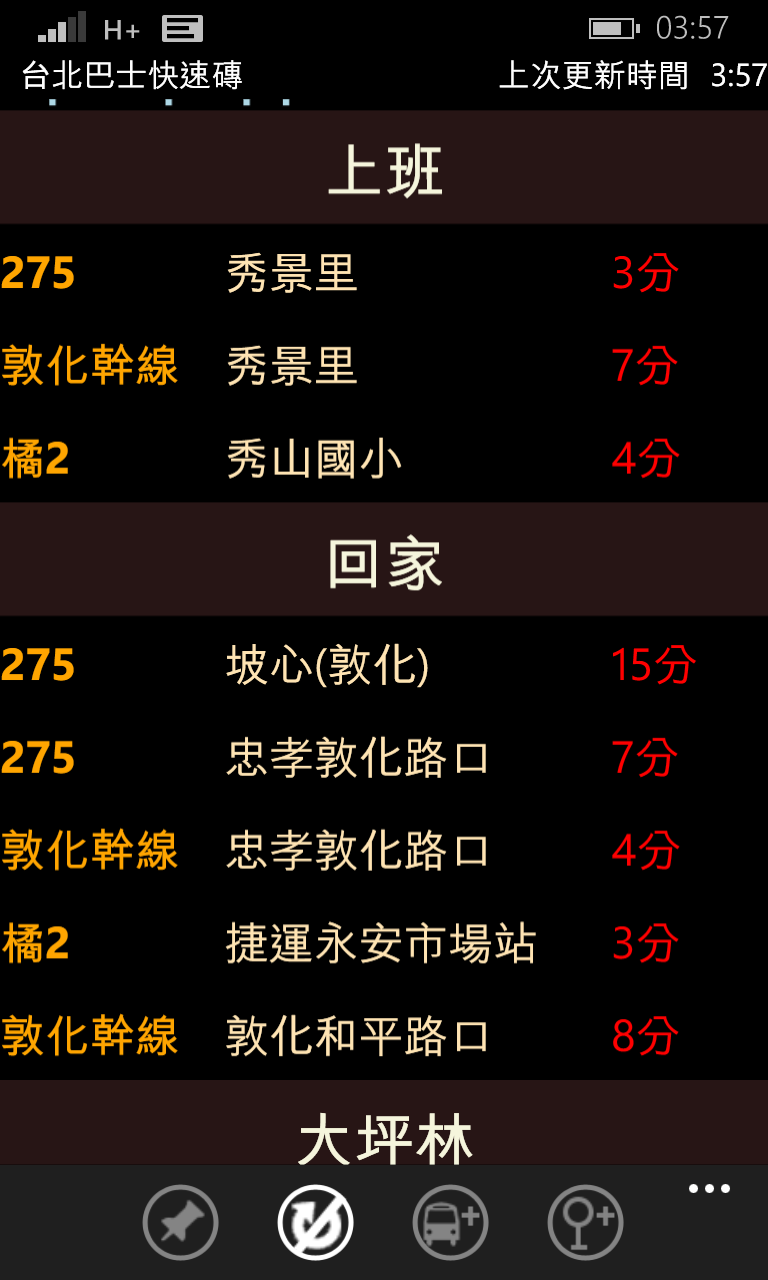 H+ 03:57
台北巴士快速磚 上次更新時間 3:57
上班
275 秀景里 3分
敦化幹線 秀景里 7分
橘2 秀山國小 4分
回家
275 坡心(敦化) 15分
275 忠孝敦化路口 7分
敦化幹線 忠孝敦化路口 4分
橘2 捷運永安市場站 3分
敦化幹線 敦化和平路口 8分
大坪林